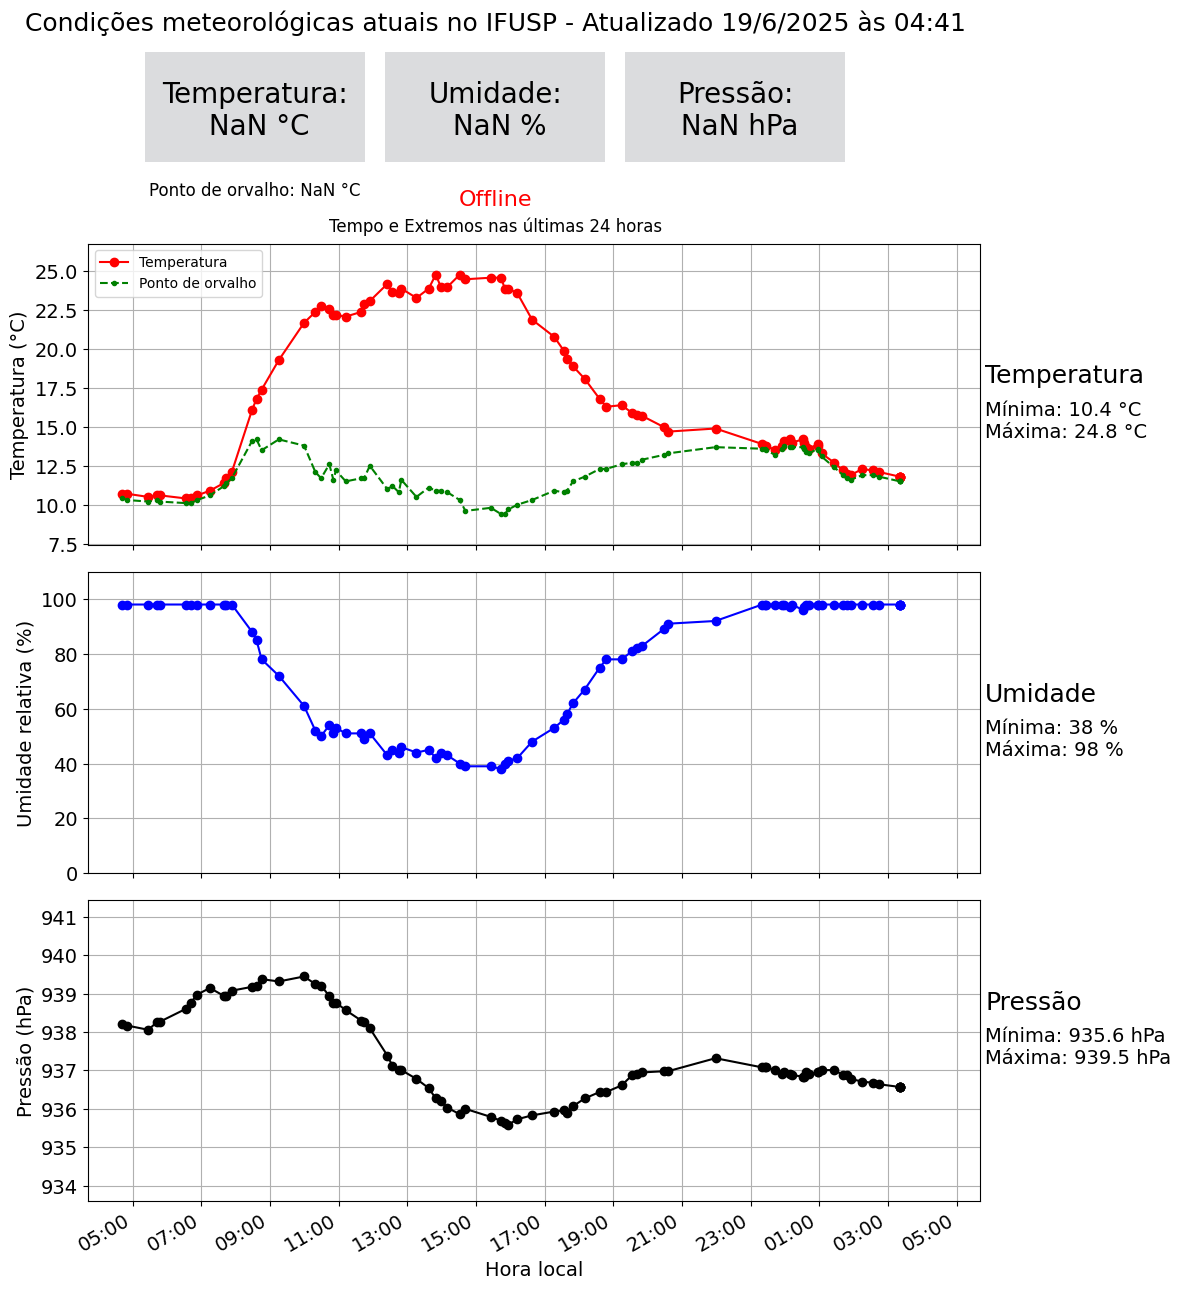 Condições meteorológicas atuais no IFUSP - Atualizado 19/6/2025 às 04:41
Temperatura:
NaN °C
Umidade:
NaN %
Pressão:
NaN hPa
Ponto de orvalho: NaN °C
Offline
Tempo e Extremos nas últimas 24 horas
Temperatura
Ponto de orvalho
Temperatura (°C)
25.0
22.5
20.0
17.5
15.0
12.5
10.0
7.5
Temperatura
Mínima: 10.4 °C
Máxima: 24.8 °C
Umidade relativa (%)
100
80
60
40
20
0
Umidade
Mínima: 38 %
Máxima: 98 %
Pressão (hPa)
941
940
939
938
937
936
935
934
Pressão
Mínima: 935.6 hPa
Máxima: 939.5 hPa
05:00 07:00 09:00 11:00 13:00 15:00 17:00 19:00 21:00 23:00 01:00 03:00 05:00
Hora local